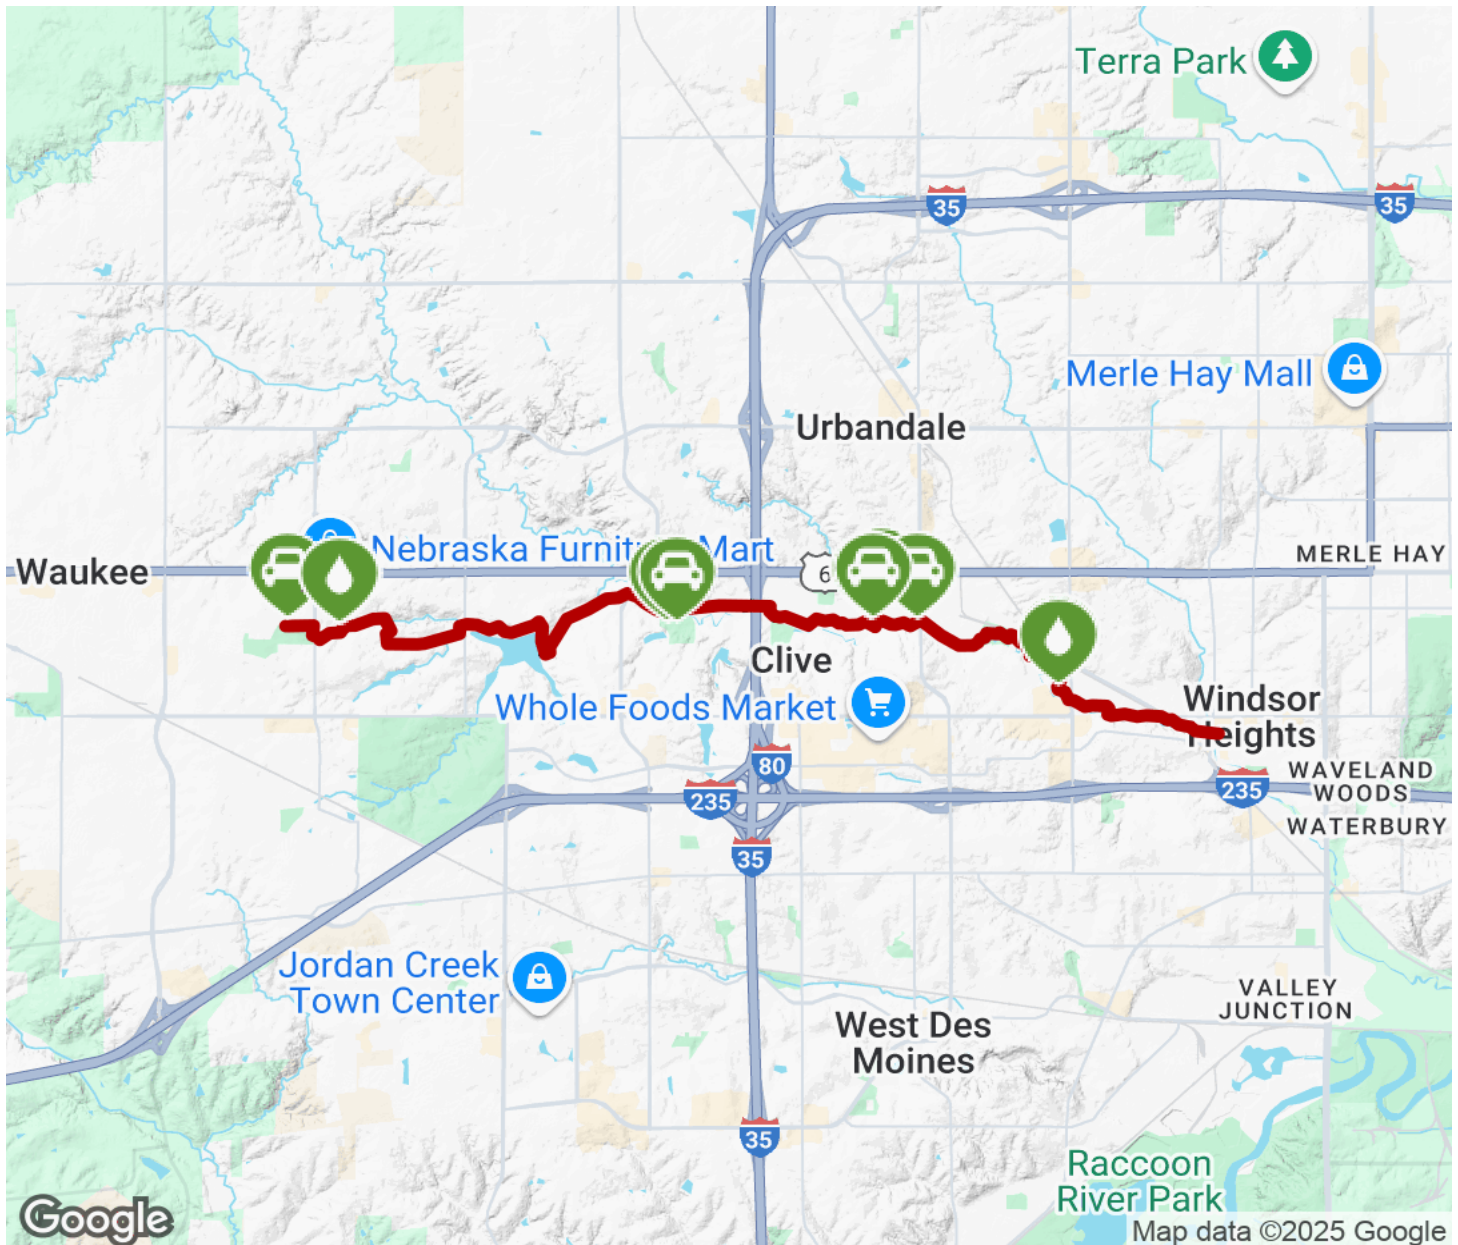 Terra Park
35
35
Merle Hay Mall
Urbandale
Nebraska Furnit
Mart
MERLE HAY
Waukee
6
Clive
Whole Foods Market
Windsor
Heights
80
WAVELAND
WOODS
235
235
WATERBURY
35
Jordan Creek
Town Center
VALLEY
JUNCTION
West Des
Moines
35
Raccoon
River Park
Google
Map data ©2025 Google